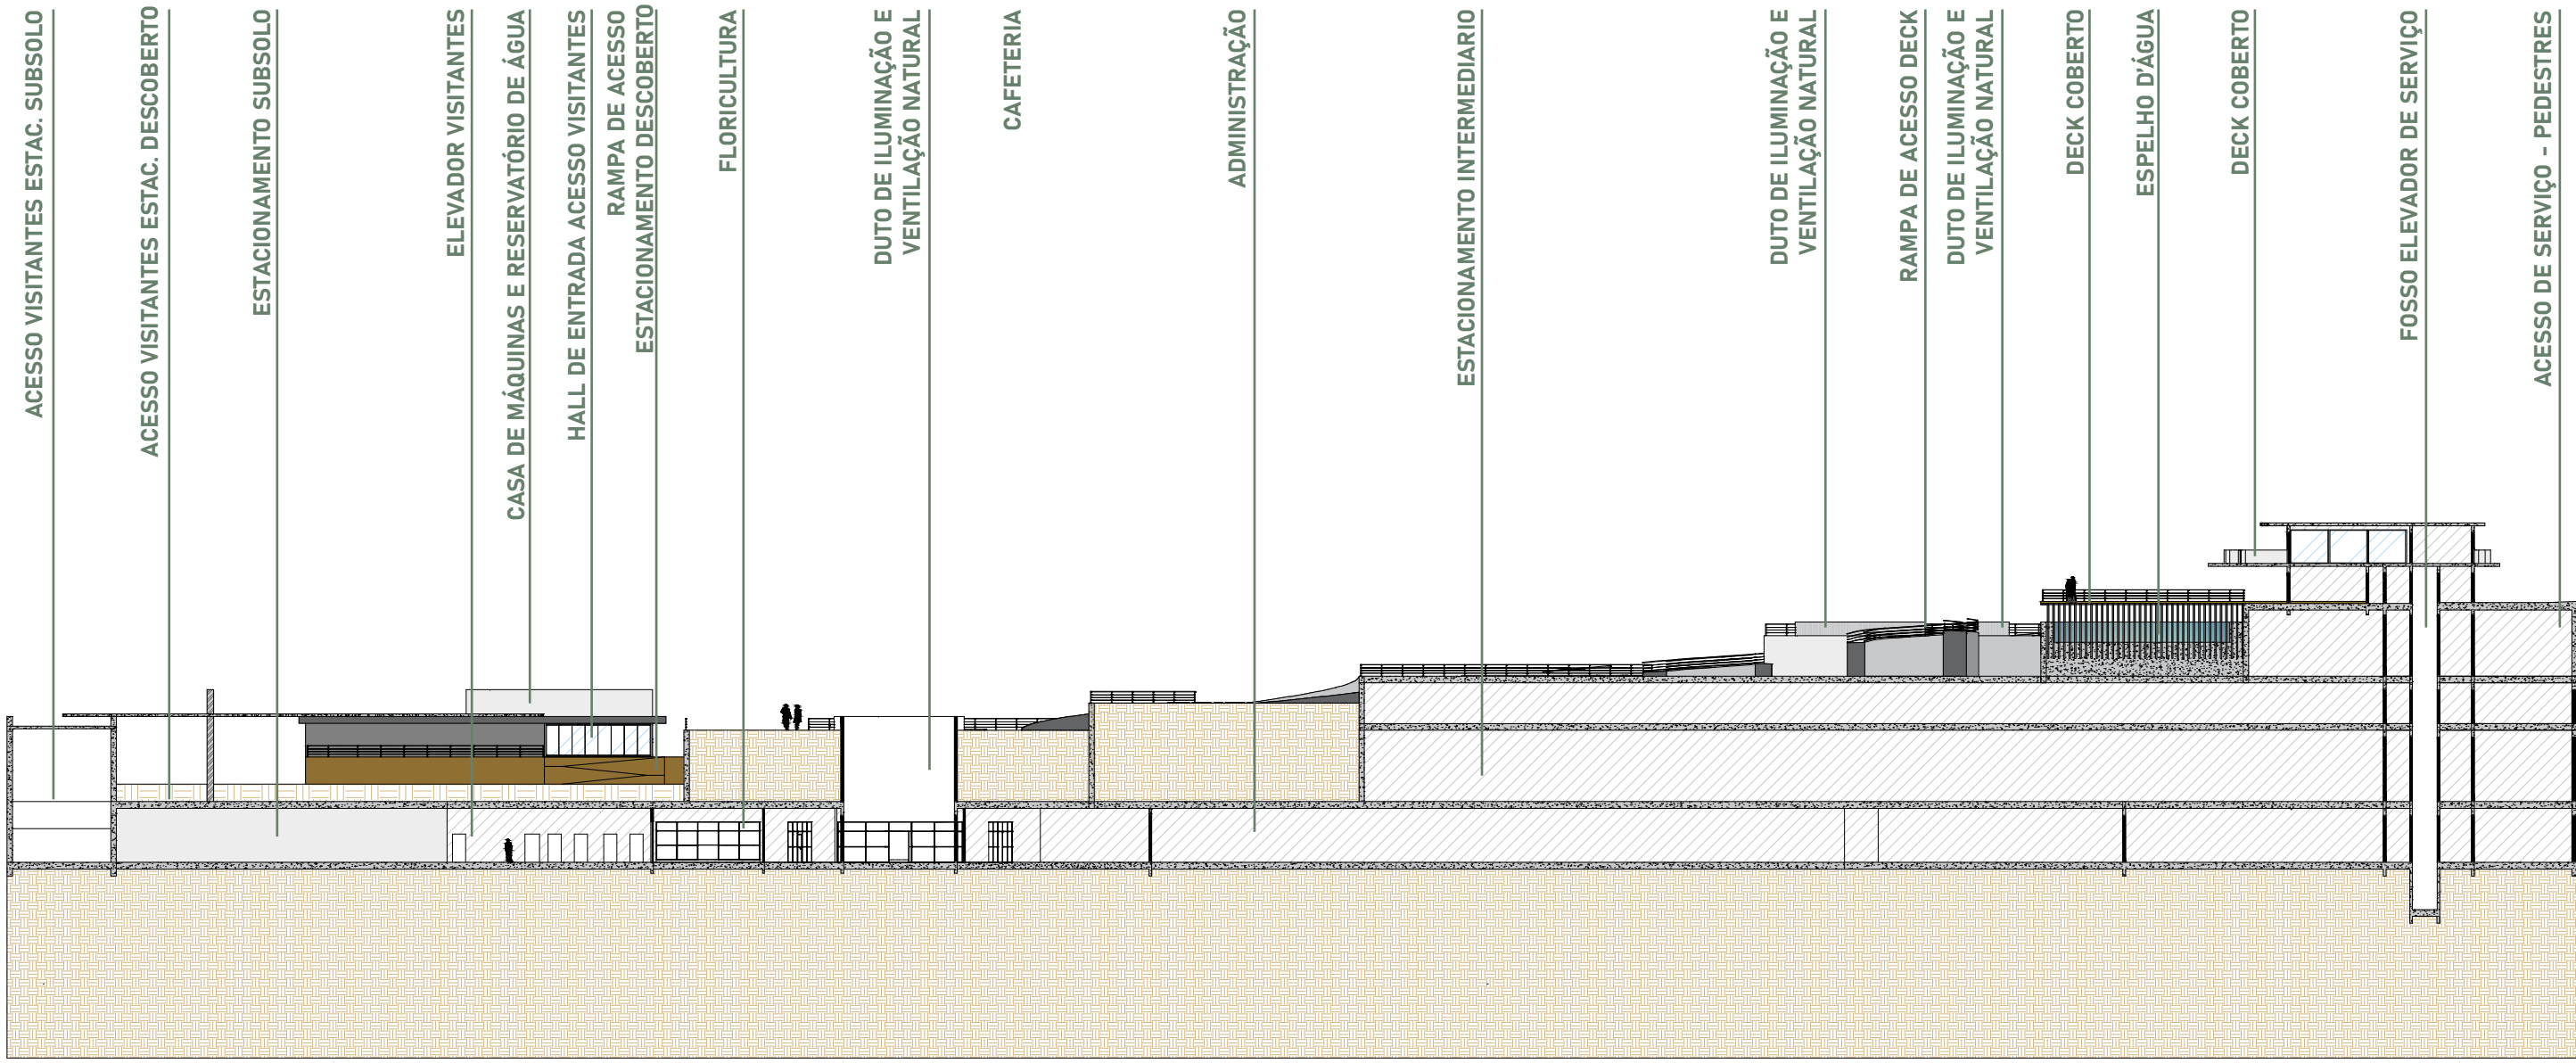 ACESSO VISITANTES ESTAC. SUBSOLO
ACESSO VISITANTES ESTAC. DESCOBERTO
ESTACIONAMENTO SUBSOLO
ELEVADOR VISITANTES
CASA DE MÁQUINAS E RESERVATÓRIO DE ÁGUA
HALL DE ENTRADA ACESSO VISITANTES
RAMPA DE ACESSO
ESTACIONAMENTO DESCOBERTO
FLORICULTURA
DUTO DE ILUMINAÇÃO E
VENTILAÇÃO NATURAL
CAFETERIA
ADMINISTRAÇÃO
ESTACIONAMENTO INTERMEDIARIO
DUTO DE ILUMINAÇÃO E
VENTILAÇÃO NATURAL
RAMPA DE ACESSO DECK
DUTO DE ILUMINAÇÃO E
VENTILAÇÃO NATURAL
DECK COBERTO
ESPELHO D'ÁGUA
DECK COBERTO
FOSSO ELEVADOR DE SERVIÇO
ACESSO DE SERVIÇO - PEDESTRES